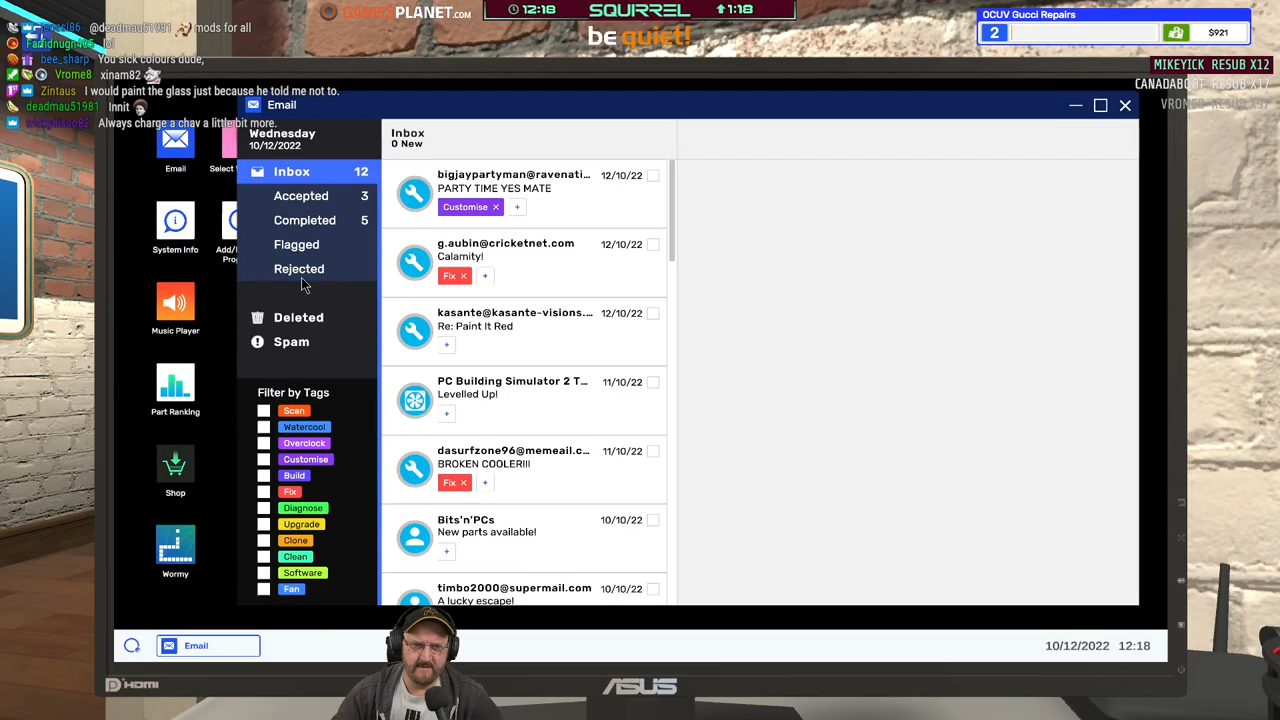 @deadmau51981 mods for all
Faridnugn405 lol
bee_sharp You sick colours dude,
Vrome8 xinam82
Zintaus I would paint the glass just because he told me not to.
deadmau51981 Innit
Always charge a chav a little bit more.
GAMESPLANET.COM
12:18 SQUIRREL 1:18
be quiet!
OCUV Gucci Repairs
2 $921
MIKEYICK RESUB X12
CANADABOOT RESUB X17
Email
Wednesday
10/12/2022
Inbox 12
Accepted 3
Completed 5
Flagged
Rejected
Deleted
Spam
Filter by Tags
Scan
Watercool
Overclock
Customise
Build
Fix
Diagnose
Upgrade
Clone
Clean
Software
Fan
Inbox
0 New
bigjaypartyman@ravenati... 12/10/22
PARTY TIME YES MATE
Customise × +
g.aubin@cricketnet.com 12/10/22
Calamity!
Fix × +
kasante@kasante-visions.... 12/10/22
Re: Paint It Red
+
PC Building Simulator 2 T... 11/10/22
Levelled Up!
+
dasurfzone96@memeail.c... 11/10/22
BROKEN COOLER!!!
Fix × +
Bits'n'PCs 10/10/22
New parts available!
+
timbo2000@supermail.com 10/10/22
A lucky escape!
Email
System Info
Music Player
Part Ranking
Shop
Wormy
Select
Add/
Email
10/12/2022 12:18
HDMI
ASUS